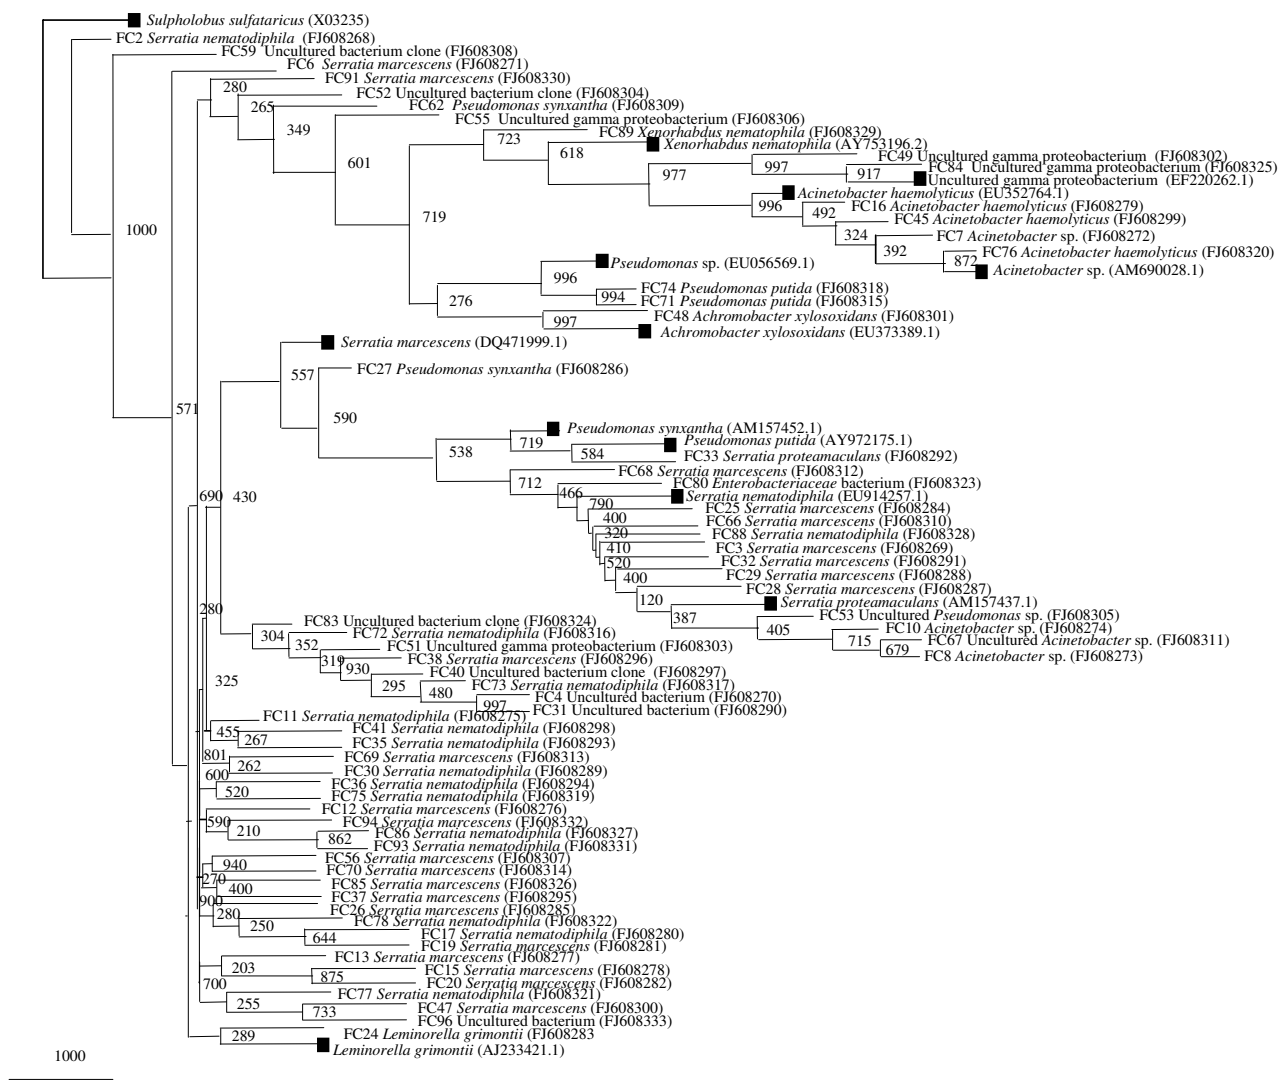 Sulpholobus sulfataricus (X03235)
FC2 Serratia nematodiphila (FJ608268)
FC59 Uncultured bacterium clone (FJ608308)
FC6 Serratia marcescens (FJ608271)
FC91 Serratia marcescens (FJ608330)
280
FC52 Uncultured bacterium clone (FJ608304)
265
FC62 Pseudomonas synxantha (FJ608309)
349
FC55 Uncultured gamma proteobacterium (FJ608306)
601
FC89 Xenorhabdus nematophila (FJ608329)
723
Xenorhabdus nematophila (AY753196.2)
618
FC49 Uncultured gamma proteobacterium (FJ608302)
997
FC84 Uncultured gamma proteobacterium (FJ608325)
917
977
Uncultured gamma proteobacterium (EF220262.1)
Acinetobacter haemolyticus (EU352764.1)
996
FC16 Acinetobacter haemolyticus (FJ608279)
492
FC45 Acinetobacter haemolyticus (FJ608299)
719
324
FC7 Acinetobacter sp. (FJ608272)
1000
392
FC76 Acinetobacter haemolyticus (FJ608320)
872
Acinetobacter sp. (AM690028.1)
Pseudomonas sp. (EU056569.1)
996
FC74 Pseudomonas putida (FJ608318)
994
276
FC71 Pseudomonas putida (FJ608315)
FC48 Achromobacter xylosoxidans (FJ608301)
997
Achromobacter xylosoxidans (EU373389.1)
Serratia marcescens (DQ471999.1)
557
FC27 Pseudomonas synxantha (FJ608286)
571
590
Pseudomonas synxantha (AM157452.1)
719
Pseudomonas putida (AY972175.1)
538
584
FC33 Serratia proteamaculans (FJ608292)
FC68 Serratia marcescens (FJ608312)
712
FC80 Enterobacteriaceae bacterium (FJ608323)
690 430
466
Serratia nematodiphila (EU914257.1)
790
FC25 Serratia marcescens (FJ608284)
400
FC66 Serratia marcescens (FJ608310)
320
FC88 Serratia nematodiphila (FJ608328)
410
FC3 Serratia marcescens (FJ608269)
520
FC32 Serratia marcescens (FJ608291)
400
FC29 Serratia marcescens (FJ608288)
FC28 Serratia marcescens (FJ608287)
120
Serratia proteamaculans (AM157437.1)
280
387
FC53 Uncultured Pseudomonas sp. (FJ608305)
405
FC10 Acinetobacter sp. (FJ608274)
715
FC67 Uncultured Acinetobacter sp. (FJ608311)
679
FC8 Acinetobacter sp. (FJ608273)
FC83 Uncultured bacterium clone (FJ608324)
304
FC72 Serratia nematodiphila (FJ608316)
352
FC51 Uncultured gamma proteobacterium (FJ608303)
319
FC38 Serratia marcescens (FJ608296)
930
FC40 Uncultured bacterium clone (FJ608297)
325
295
FC73 Serratia nematodiphila (FJ608317)
480
FC4 Uncultured bacterium (FJ608270)
997
FC31 Uncultured bacterium (FJ608290)
FC11 Serratia nematodiphila (FJ608275)
455
FC41 Serratia nematodiphila (FJ608298)
267
FC35 Serratia nematodiphila (FJ608293)
801
FC69 Serratia marcescens (FJ608313)
262
600
FC30 Serratia nematodiphila (FJ608289)
FC36 Serratia nematodiphila (FJ608294)
520
FC75 Serratia nematodiphila (FJ608319)
FC12 Serratia marcescens (FJ608276)
590
FC94 Serratia marcescens (FJ608332)
210
FC86 Serratia nematodiphila (FJ608327)
862
FC93 Serratia nematodiphila (FJ608331)
FC56 Serratia marcescens (FJ608307)
940
FC70 Serratia marcescens (FJ608314)
270
FC85 Serratia marcescens (FJ608326)
400
900
FC37 Serratia marcescens (FJ608295)
FC26 Serratia marcescens (FJ608285)
280
FC78 Serratia nematodiphila (FJ608322)
250
FC17 Serratia nematodiphila (FJ608280)
644
FC19 Serratia marcescens (FJ608281)
FC13 Serratia marcescens (FJ608277)
203
FC15 Serratia marcescens (FJ608278)
875
700
FC20 Serratia marcescens (FJ608282)
FC77 Serratia nematodiphila (FJ608321)
255
FC47 Serratia marcescens (FJ608300)
733
FC96 Uncultured bacterium (FJ608333)
FC24 Leminorella grimontii (FJ608283
289
Leminorella grimontii (AJ233421.1)
1000